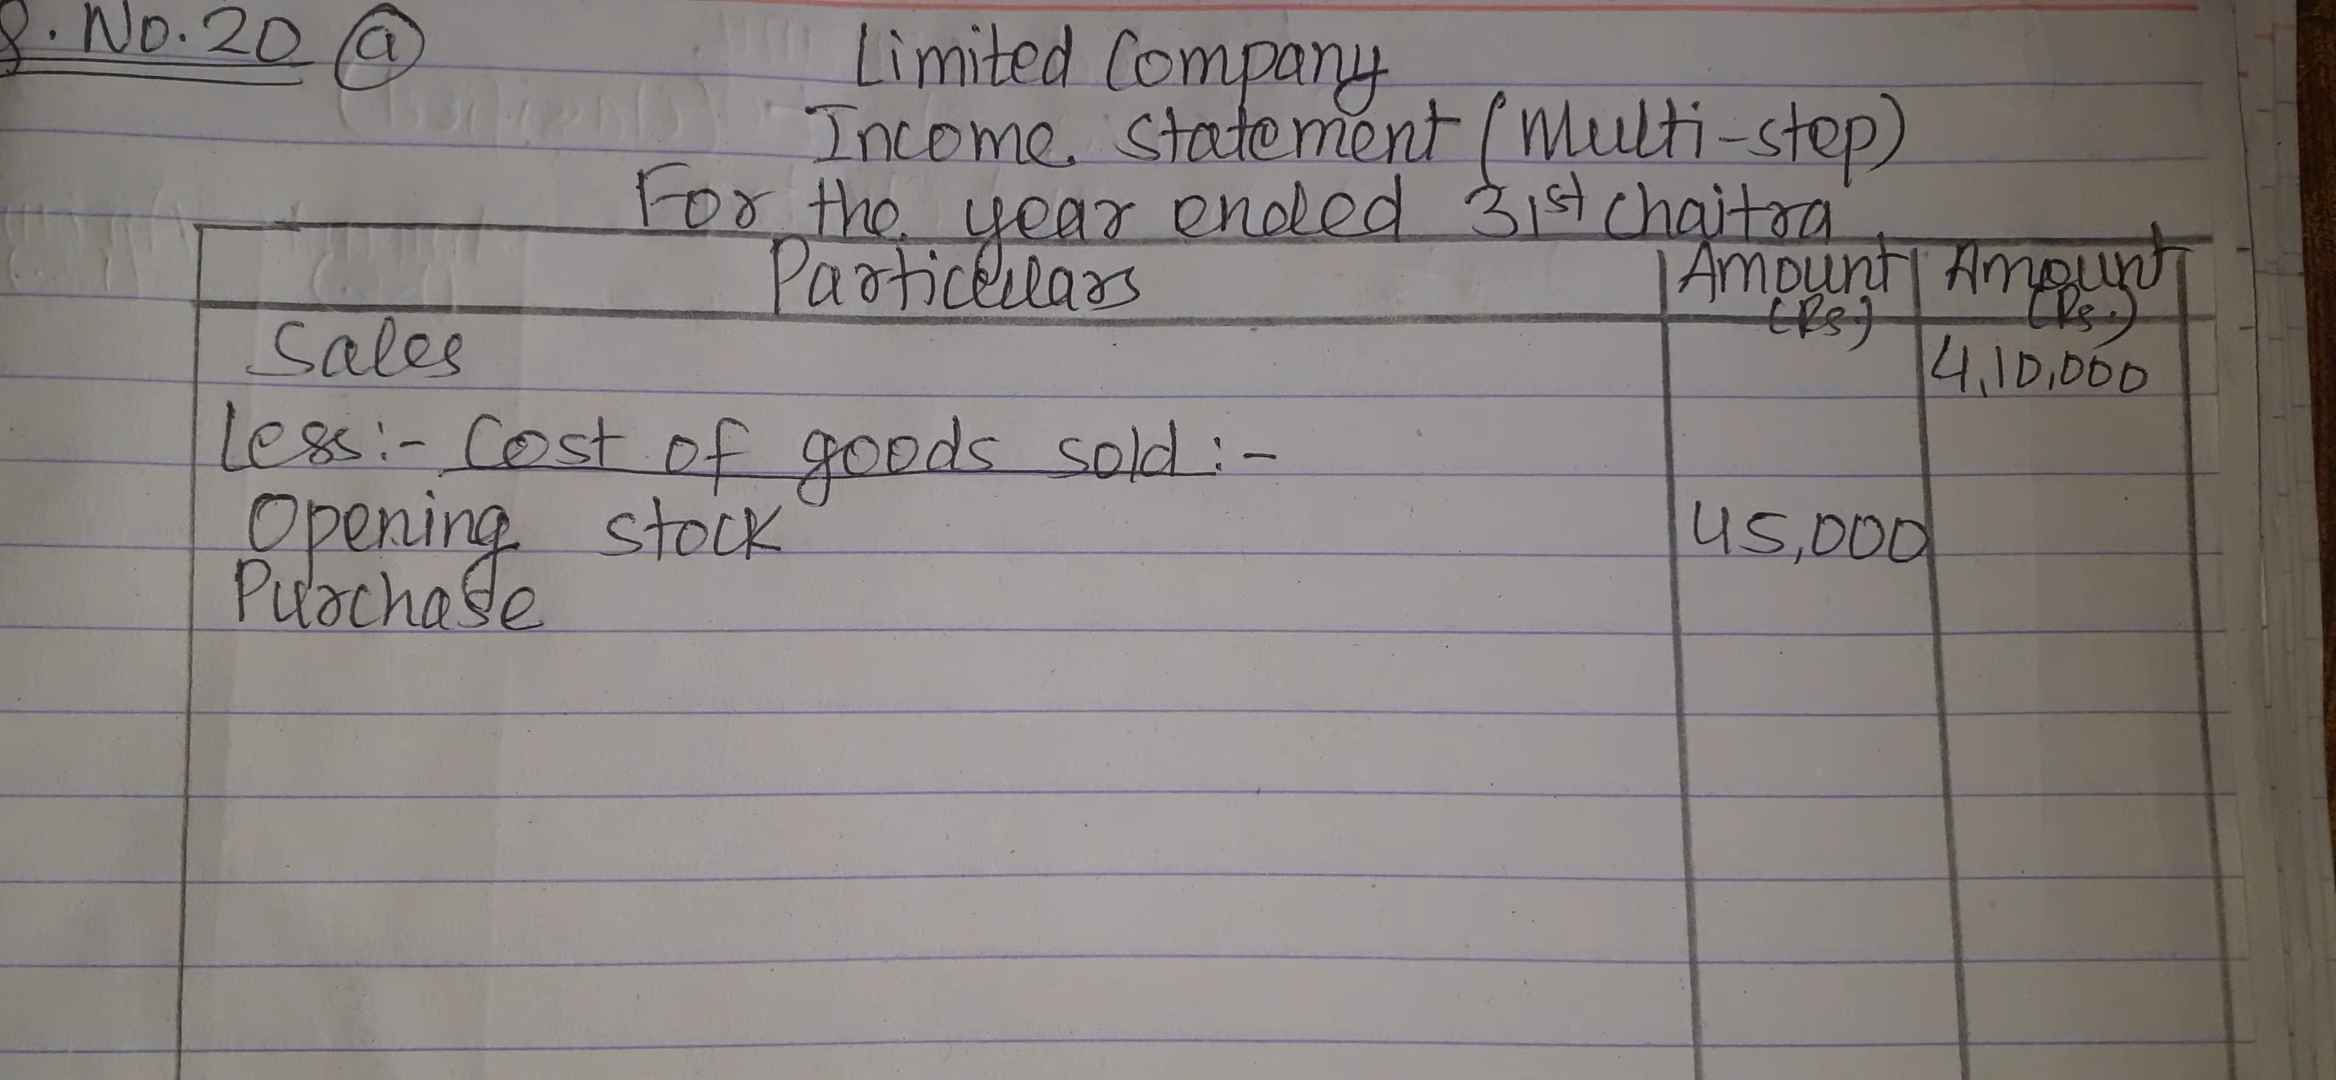 Q. No. 20 (a)
Limited Company
Income statement (Multi-step)
For the year ended 31st chaitra
Particulars Amount (Rs.) Amount (Rs.)
Sales 4,10,000
Less:- Cost of goods sold:-
Opening stock 45,000
Purchase